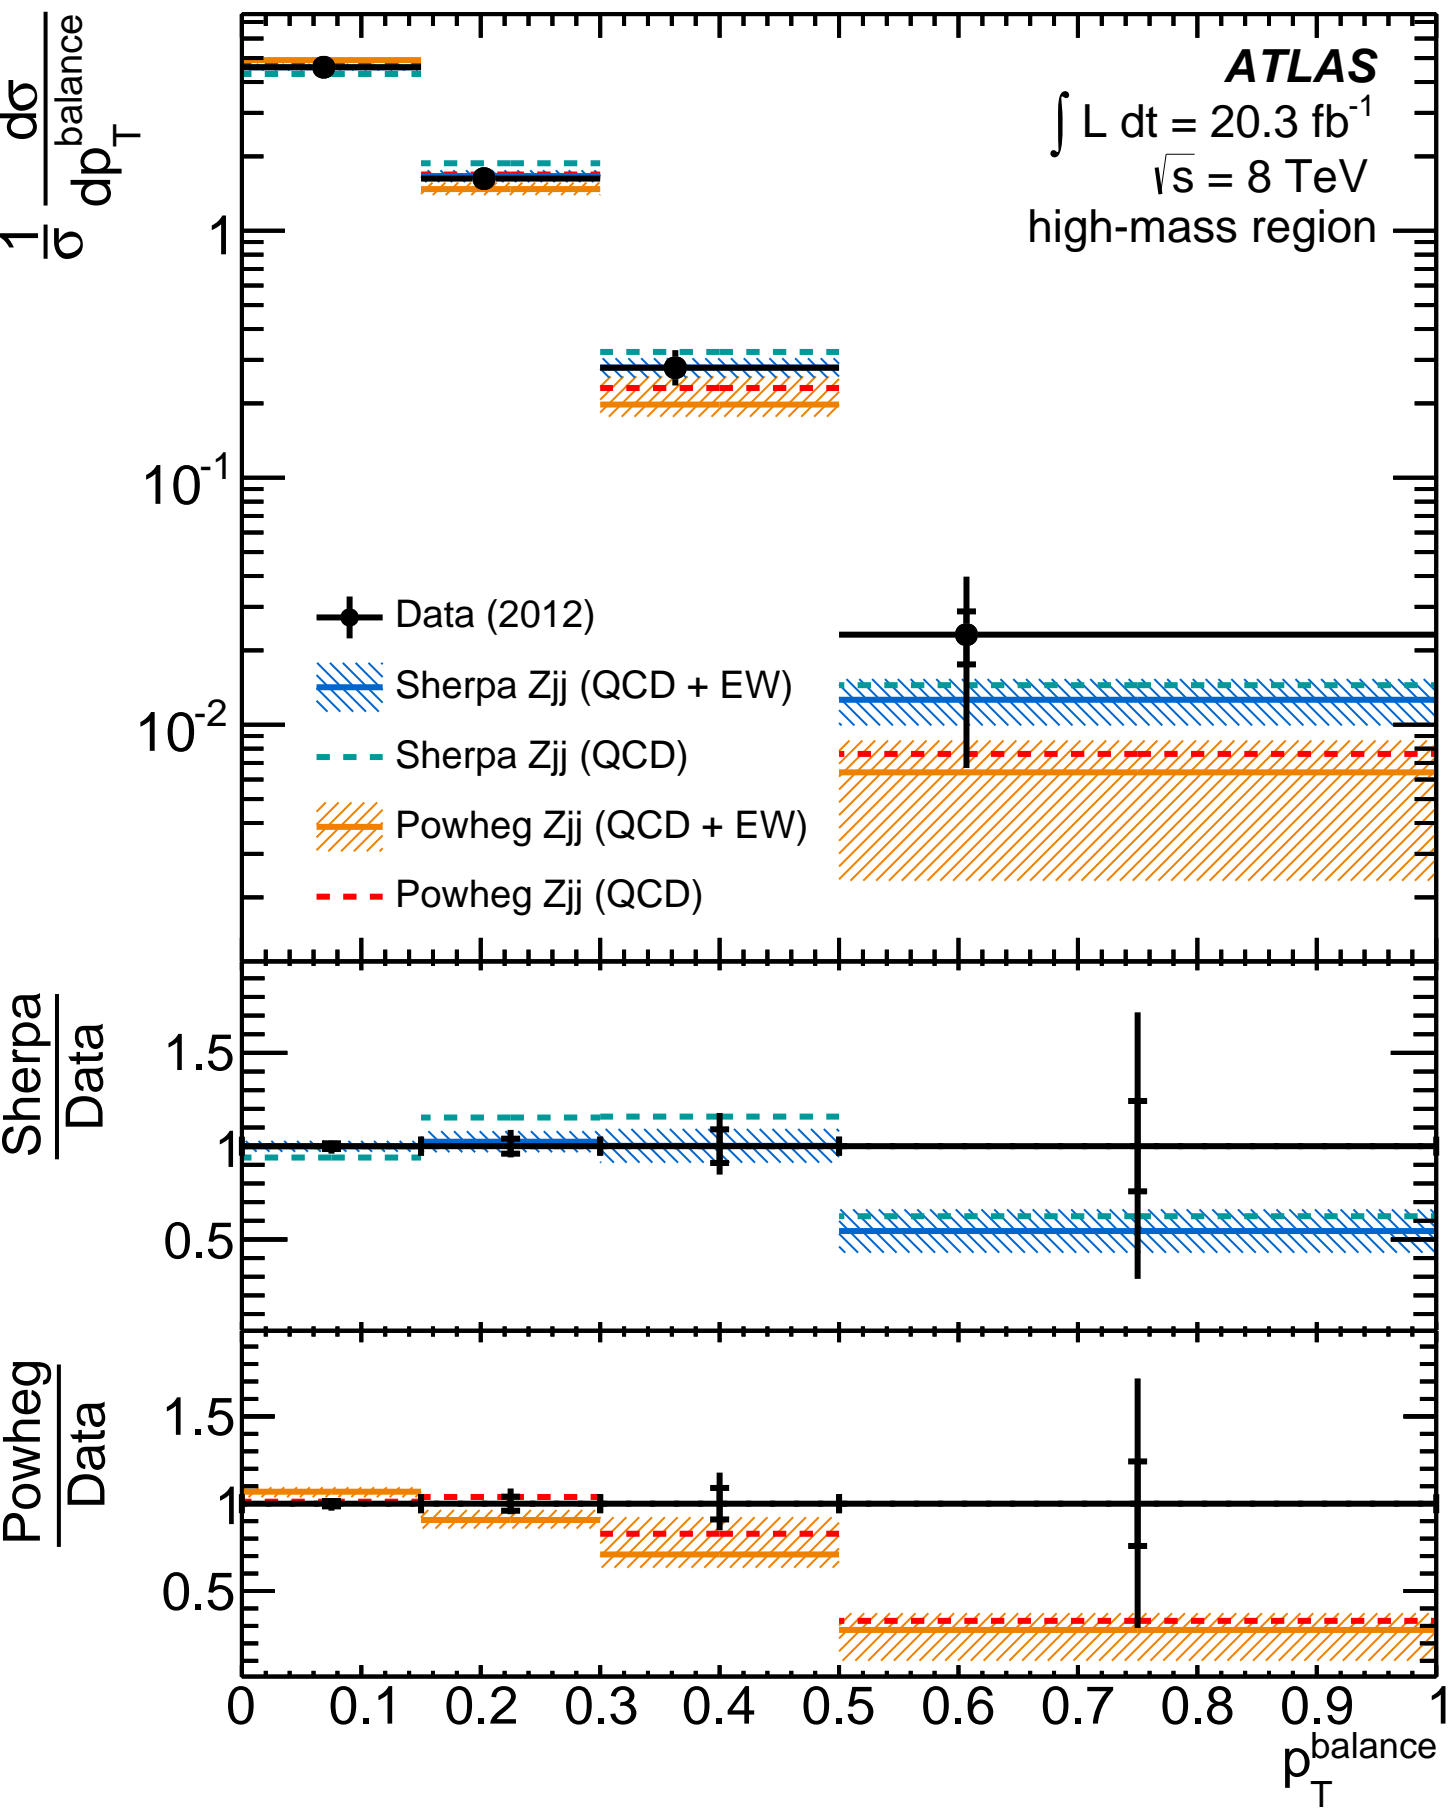 1/σ dσ/dp_T^balance
ATLAS
∫ L dt = 20.3 fb⁻¹
√s = 8 TeV
high-mass region
1
10⁻¹
10⁻²
Data (2012)
Sherpa Zjj (QCD + EW)
Sherpa Zjj (QCD)
Powheg Zjj (QCD + EW)
Powheg Zjj (QCD)
Sherpa
Data
1.5
1
0.5
Powheg
Data
1.5
1
0.5
0 0.1 0.2 0.3 0.4 0.5 0.6 0.7 0.8 0.9 1
p_T^balance